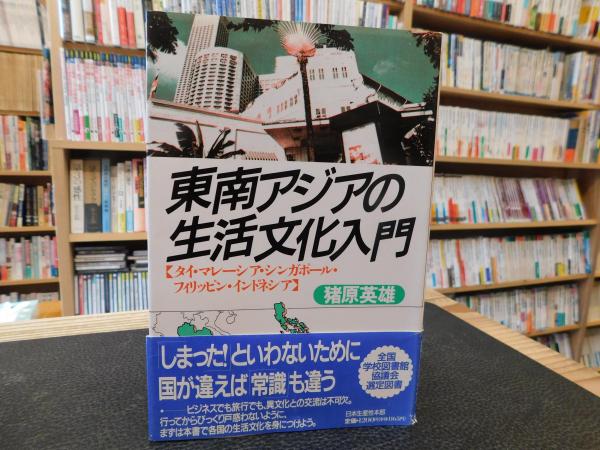 東南アジアの
生活文化入門
【タイ・マレーシア・シンガポール・
フィリッピン・インドネシア】
猪原英雄
「しまった!」といわないために
国が違えば「常識」も違う
ビジネスでも旅行でも、異文化との交流は不可欠。
行ってからびっくり戸惑わないように、
まずは本書で各国の生活文化を身につけよう。
全国
学校図書館
協議会
選定図書
日本生産性本部